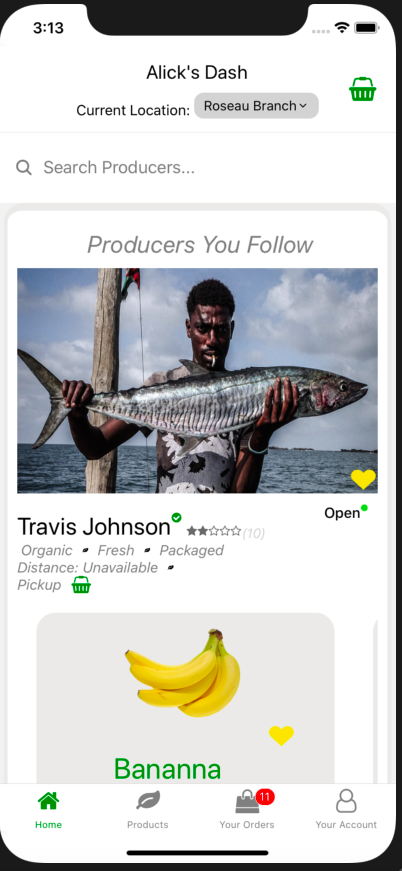 3:13
Alick's Dash
Current Location: Roseau Branch
Search Producers...
Producers You Follow
Open
Travis Johnson (10)
Organic Fresh Packaged
Distance: Unavailable
Pickup
Bananna
11
Home Products Your Orders Your Account